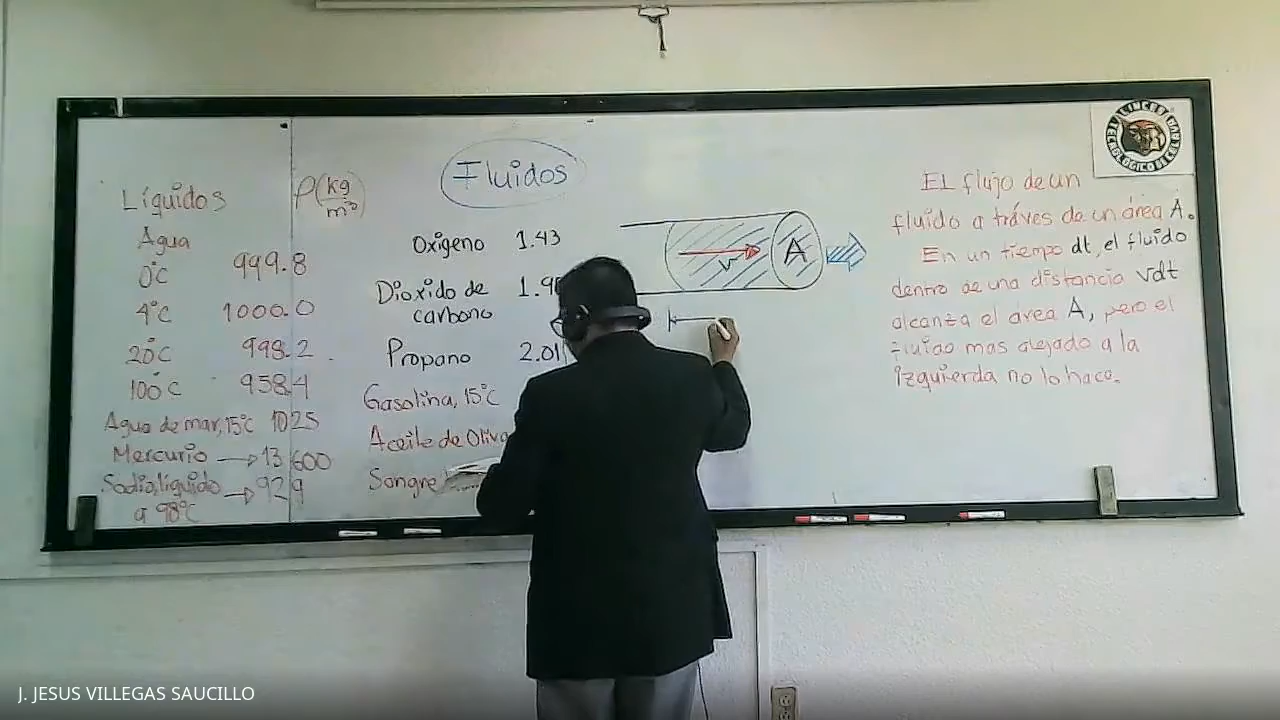 Líquidos ρ(kg/m³)
Agua
0°C 999.8
4°C 1000.0
20°C 998.2
100°C 958.4
Agua de mar, 15°C 1025
Mercurio → 13 600
Sodio, líquido → 929
a 98°C
Fluidos
Oxígeno 1.43
Dioxido de 1.9
carbono
Propano 2.01
Gasolina, 15°C
Aceite de Oliva
Sangre
v
A
EL flujo de un
fluido a tráves de un área A.
En un tiempo dt, el fluido
dentro de una distancia vdt
alcanza el área A, pero el
fluido mas alejado a la
izquierda no lo hace.
LINCES
J. JESUS VILLEGAS SAUCILLO